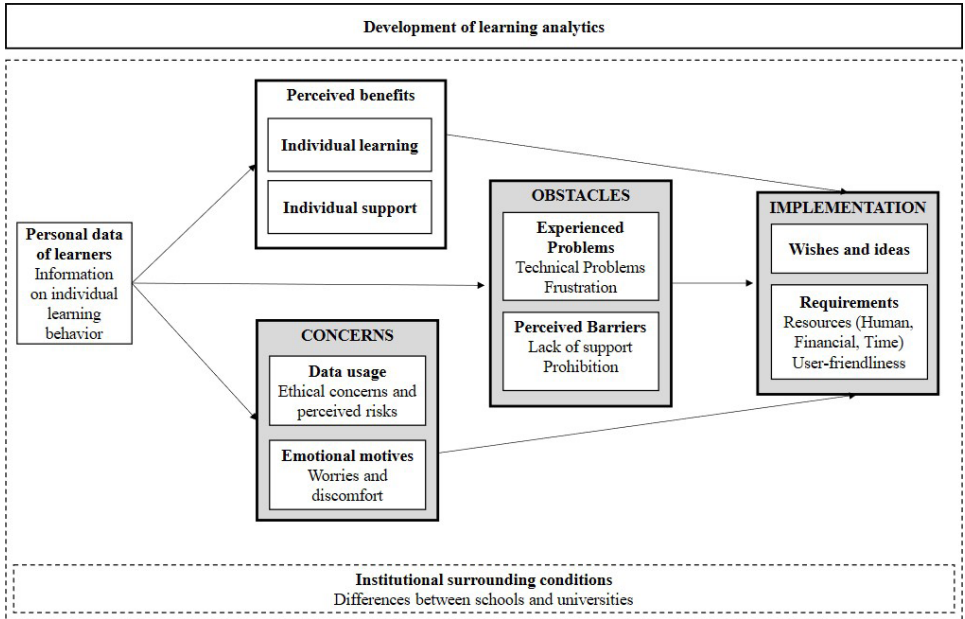 Development of learning analytics
Perceived benefits
Individual learning
Individual support
Personal data
of learners
Information
on individual
learning
behavior
CONCERNS
Data usage
Ethical concerns and
perceived risks
Emotional motives
Worries and
discomfort
OBSTACLES
Experienced
Problems
Technical Problems
Frustration
Perceived Barriers
Lack of support
Prohibition
IMPLEMENTATION
Wishes and ideas
Requirements
Resources (Human,
Financial, Time)
User-friendliness
Institutional surrounding conditions
Differences between schools and universities